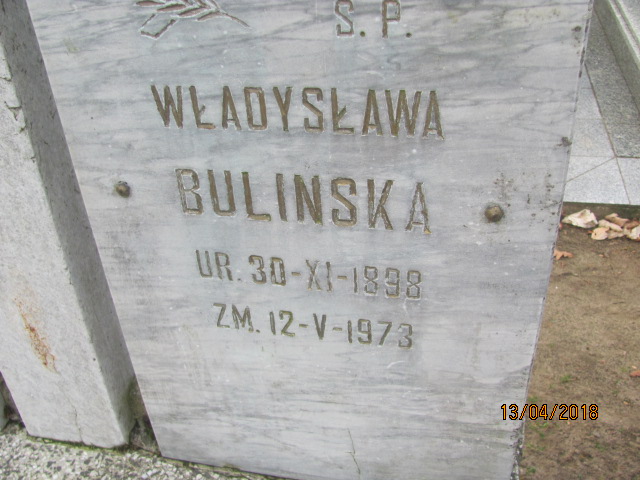 Ś. P.
WŁADYSŁAWA
BULINSKA
UR. 30-XI-1898
ZM. 12-V-1973
13/04/2018